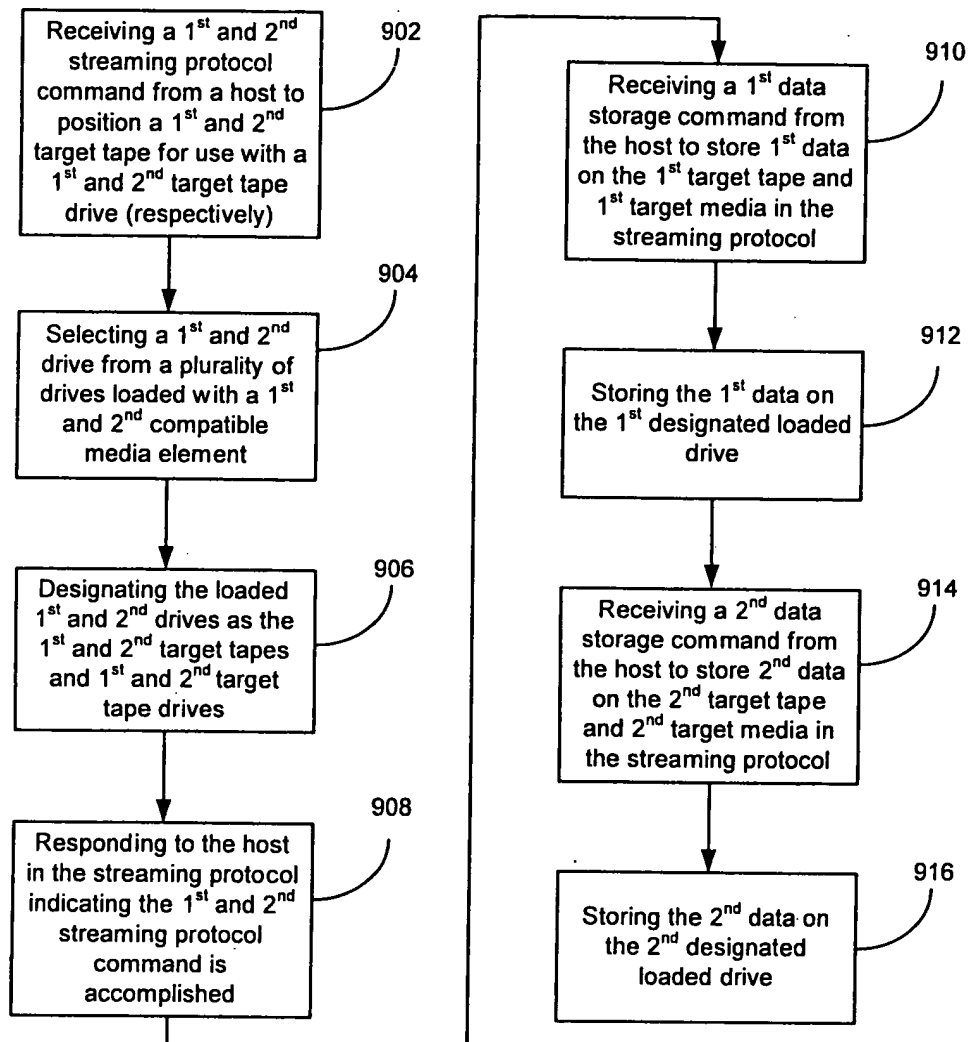 Receiving a 1st and 2nd
streaming protocol
command from a host to
position a 1st and 2nd
target tape for use with a
1st and 2nd target tape
drive (respectively)
902
Selecting a 1st and 2nd
drive from a plurality of
drives loaded with a 1st
and 2nd compatible
media element
904
Designating the loaded
1st and 2nd drives as the
1st and 2nd target tapes
and 1st and 2nd target
tape drives
906
Responding to the host
in the streaming protocol
indicating the 1st and 2nd
streaming protocol
command is
accomplished
908
Receiving a 1st data
storage command from
the host to store 1st data
on the 1st target tape and
1st target media in the
streaming protocol
910
Storing the 1st data on
the 1st designated loaded
drive
912
Receiving a 2nd data
storage command from
the host to store 2nd data
on the 2nd target tape
and 2nd target media in
the streaming protocol
914
Storing the 2nd data on
the 2nd designated
loaded drive
916